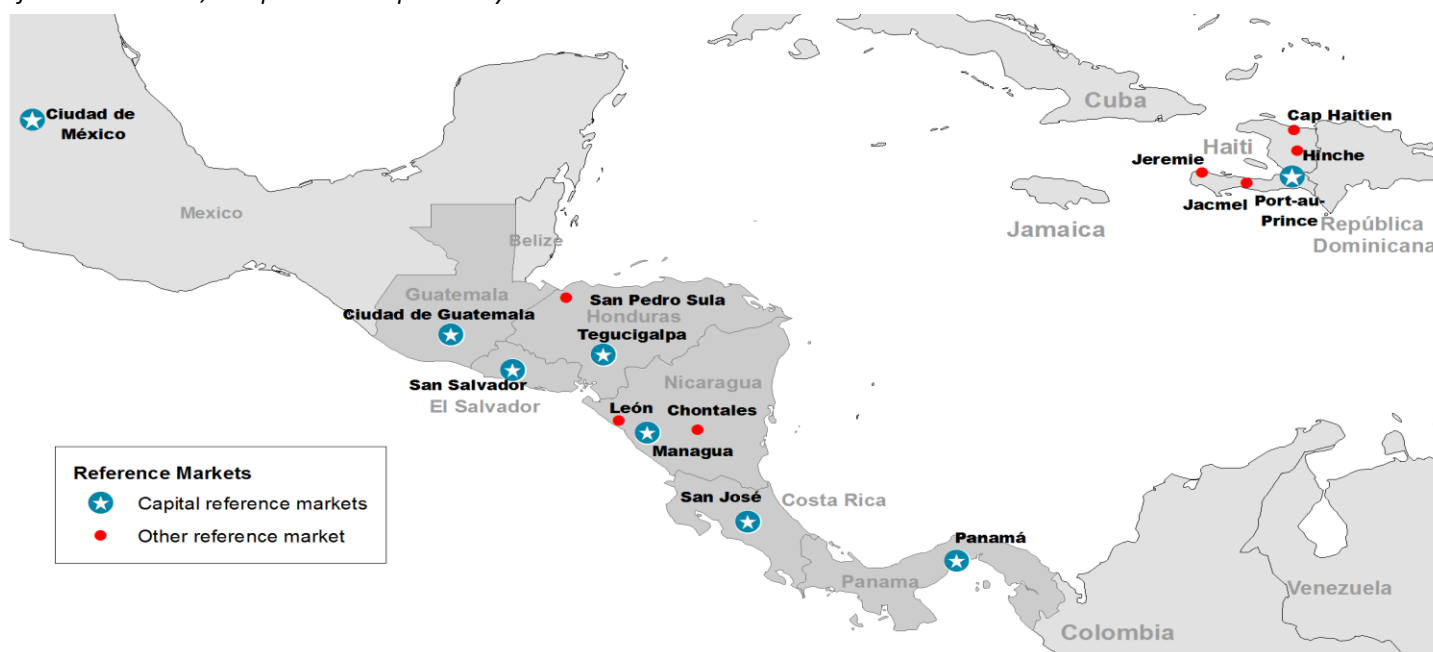 Ciudad de
México
Cuba
Cap Haitien
Haiti
Jeremie
Hinche
Jacmel
Port-au-
Prince
República
Dominicana
Jamaica
Mexico
Belize
Guatemala
Ciudad de Guatemala
San Pedro Sula
Honduras
Tegucigalpa
San Salvador
El Salvador
Nicaragua
León
Chontales
Managua
Reference Markets
Capital reference markets
Other reference market
San José
Costa Rica
Panamá
Panama
Venezuela
Colombia